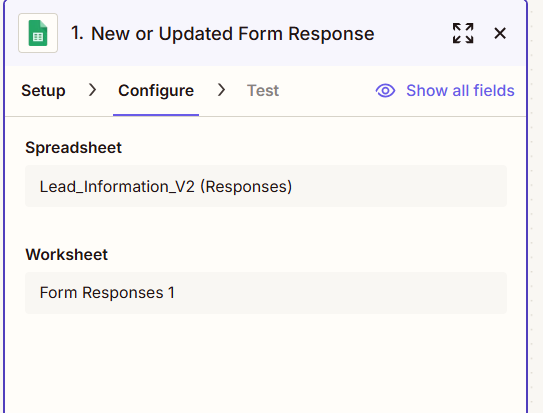 1. New or Updated Form Response
Setup Configure Test Show all fields
Spreadsheet
Lead_Information_V2 (Responses)
Worksheet
Form Responses 1